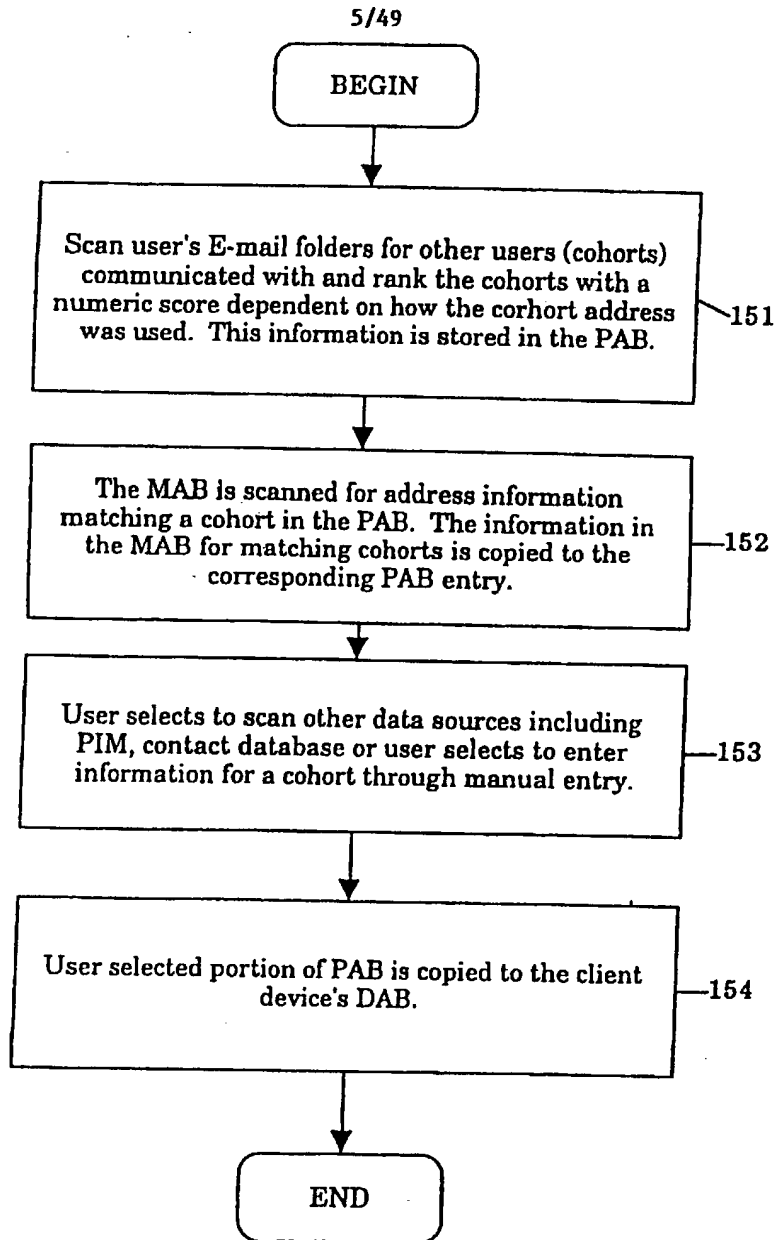 5/49
BEGIN
Scan user's E-mail folders for other users (cohorts)
communicated with and rank the cohorts with a
numeric score dependent on how the corhort address
was used. This information is stored in the PAB.
151
The MAB is scanned for address information
matching a cohort in the PAB. The information in
the MAB for matching cohorts is copied to the
corresponding PAB entry.
152
User selects to scan other data sources including
PIM, contact database or user selects to enter
information for a cohort through manual entry.
153
User selected portion of PAB is copied to the client
device's DAB.
154
END